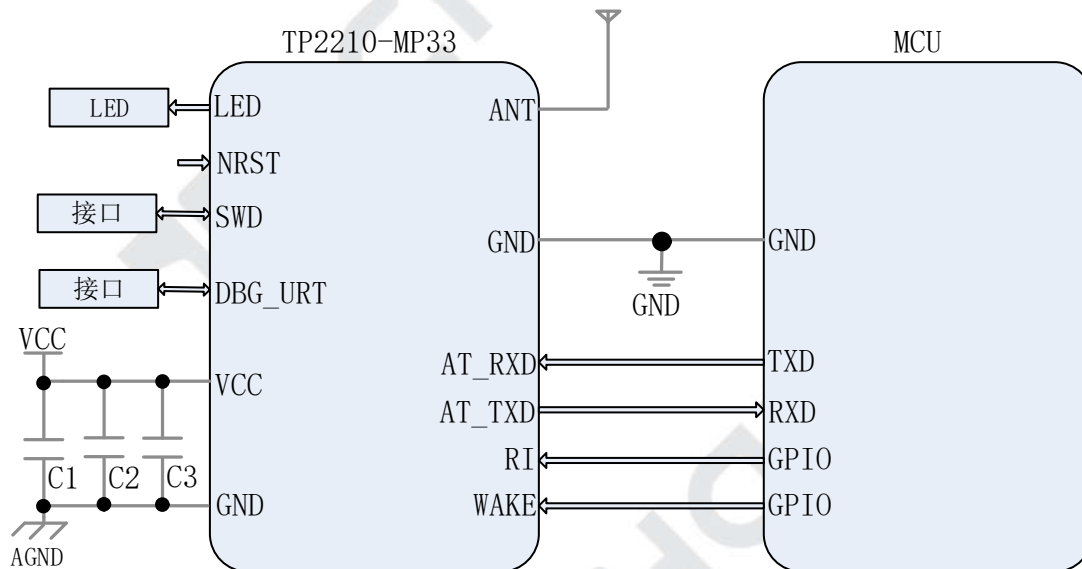 TP2210-MP33
MCU
LED
LED
ANT
NRST
接口
SWD
GND
GND
GND
接口
DBG_URT
VCC
VCC
AT_RXD
TXD
AT_TXD
RXD
RI
GPIO
C1
C2
C3
GND
WAKE
GPIO
AGND